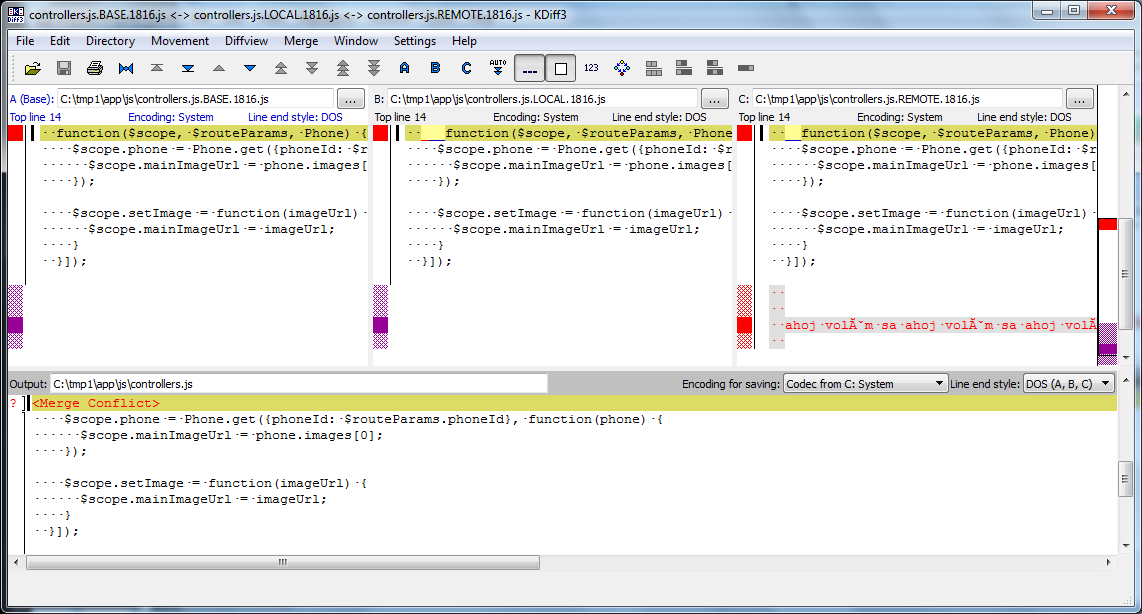 controllers.js.BASE.1816.js <-> controllers.js.LOCAL.1816.js <-> controllers.js.REMOTE.1816.js - KDiff3
File Edit Directory Movement Diffview Merge Window Settings Help
A B C AUTO 123
A (Base): C:\tmp1\app\js\controllers.js.BASE.1816.js ...
Top line 14 Encoding: System Line end style: DOS
··function($scope,·$routeParams,·Phone)·{
····$scope.phone·=·Phone.get({phoneId:·$r
······$scope.mainImageUrl·=·phone.images[
····});
····$scope.setImage·=·function(imageUrl)·
······$scope.mainImageUrl·=·imageUrl;
····}
··}]);
B: C:\tmp1\app\js\controllers.js.LOCAL.1816.js ...
Top line 14 Encoding: System Line end style: DOS
··  function($scope,·$routeParams,·Phone
····$scope.phone·=·Phone.get({phoneId:·$r
······$scope.mainImageUrl·=·phone.images[
····});
····$scope.setImage·=·function(imageUrl)·
······$scope.mainImageUrl·=·imageUrl;
····}
··}]);
C: C:\tmp1\app\js\controllers.js.REMOTE.1816.js ...
Top line 14 Encoding: System Line end style: DOS
··  function($scope,·$routeParams,·Phone)
····$scope.phone·=·Phone.get({phoneId:·$r
······$scope.mainImageUrl·=·phone.images[
····});
····$scope.setImage·=·function(imageUrl)·
······$scope.mainImageUrl·=·imageUrl;
····}
··}]);
··
··
··ahoj·volĂˇm·sa·ahoj·volĂˇm·sa·ahoj·volĂ
··
Output: C:\tmp1\app\js\controllers.js Encoding for saving: Codec from C: System Line end style: DOS (A, B, C)
? <Merge Conflict>
····$scope.phone·=·Phone.get({phoneId:·$routeParams.phoneId},·function(phone)·{
······$scope.mainImageUrl·=·phone.images[0];
····});
····$scope.setImage·=·function(imageUrl)·{
······$scope.mainImageUrl·=·imageUrl;
····}
··}]);